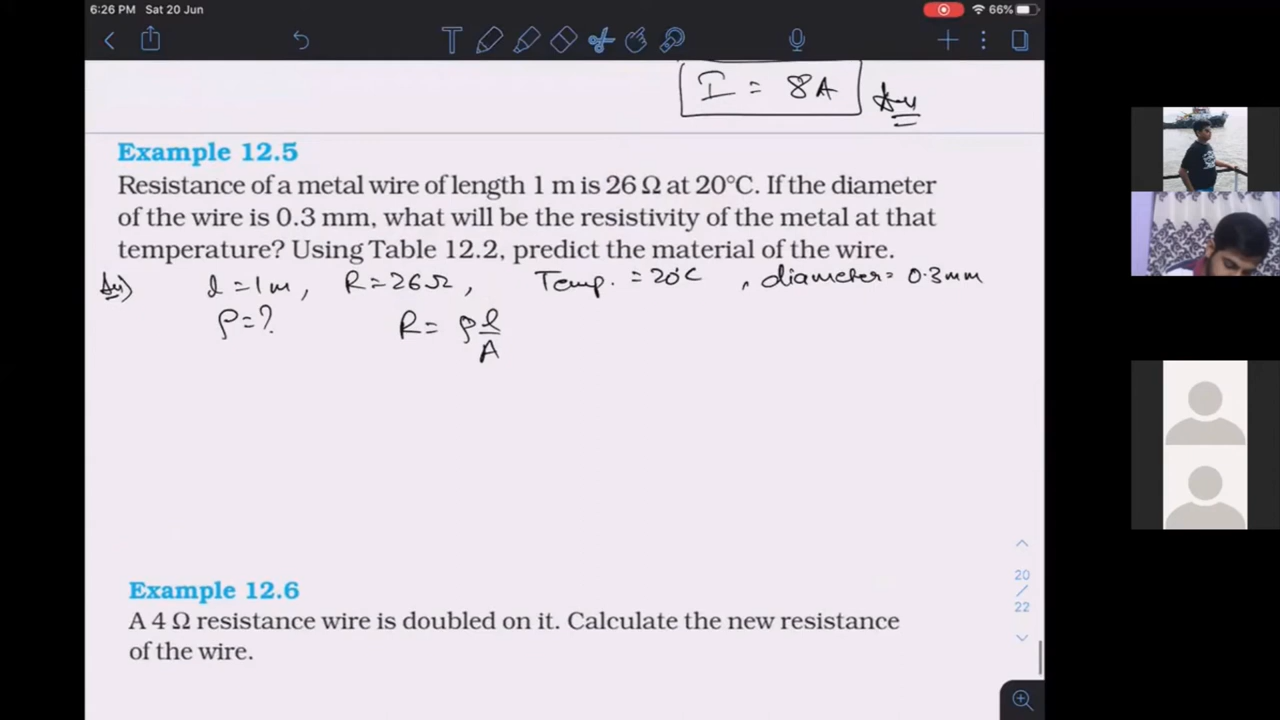 6:26 PM Sat 20 Jun 66%
I = 8A Ans
Example 12.5
Resistance of a metal wire of length 1 m is 26 Ω at 20°C. If the diameter
of the wire is 0.3 mm, what will be the resistivity of the metal at that
temperature? Using Table 12.2, predict the material of the wire.
Ans) l = 1m, R = 26Ω, Temp. = 20°C, diameter = 0.3mm
ρ = ? R = ρ l/A
Example 12.6
A 4 Ω resistance wire is doubled on it. Calculate the new resistance
of the wire.
20
/
22